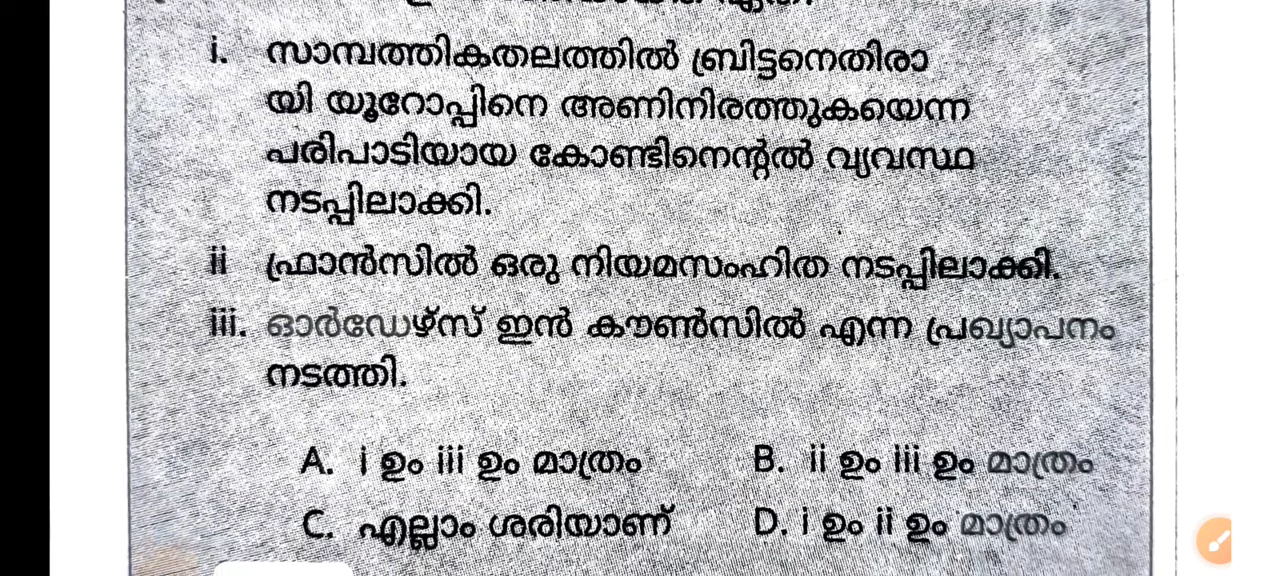 i. സാമ്പത്തികതലത്തിൽ ബ്രിട്ടനെതിരാ
യി യൂറോപ്പിനെ അണിനിരത്തുകയെന്ന
പരിപാടിയായ കോണ്ടിനെന്റൽ വ്യവസ്ഥ
നടപ്പിലാക്കി.
ii ഫ്രാൻസിൽ ഒരു നിയമസംഹിത നടപ്പിലാക്കി.
iii. ഓർഡേഴ്സ് ഇൻ കൗൺസിൽ എന്ന പ്രഖ്യാപനം
നടത്തി.
A. i ഉം iii ഉം മാത്രം B. ii ഉം iii ഉം മാത്രം
C. എല്ലാം ശരിയാണ് D. i ഉം ii ഉം മാത്രം